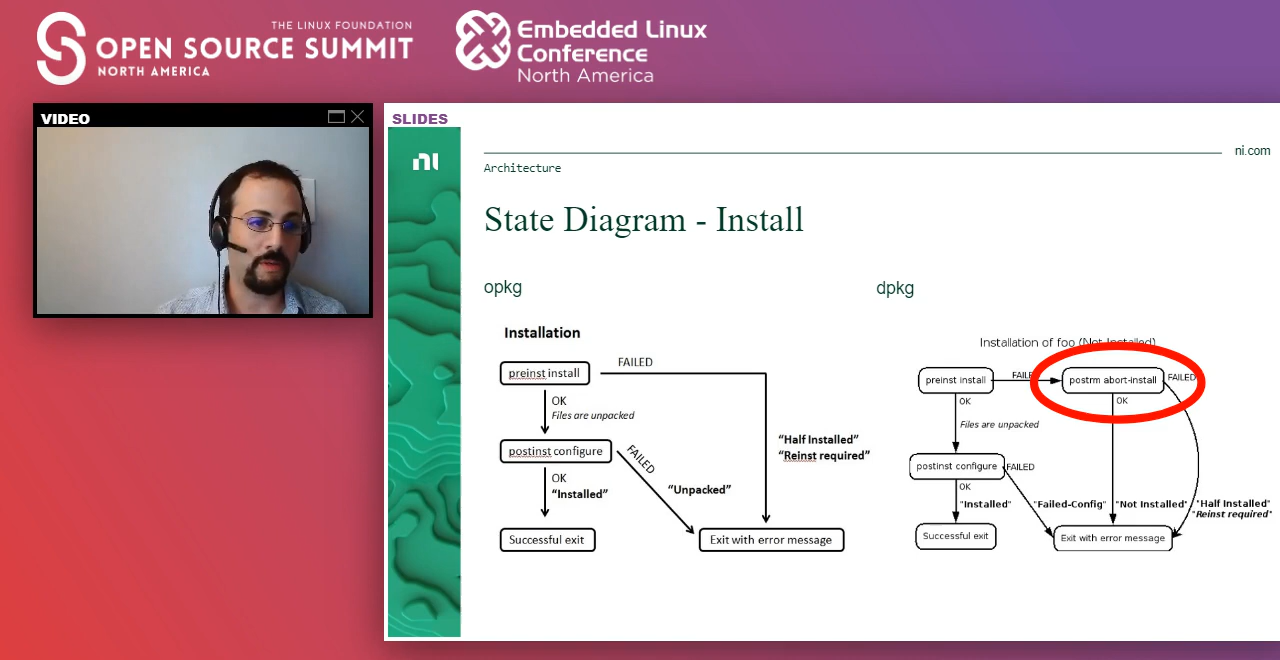 THE LINUX FOUNDATION
OPEN SOURCE SUMMIT
NORTH AMERICA
Embedded Linux
Conference
North America
VIDEO
SLIDES
ni
ni.com
Architecture
State Diagram - Install
opkg
dpkg
Installation
preinst install
FAILED
OK
Files are unpacked
postinst configure
FAILED
OK
"Installed"
"Unpacked"
"Half Installed"
"Reinst required"
Successful exit
Exit with error message
Installation of foo (Not Installed)
preinst install
postrm abort-install
FAILED
OK
OK
Files are unpacked
postinst configure
FAILED
OK
"Installed"
"Failed-Config"
"Not Installed"
"Half Installed"
"Reinst required"
Successful exit
Exit with error message